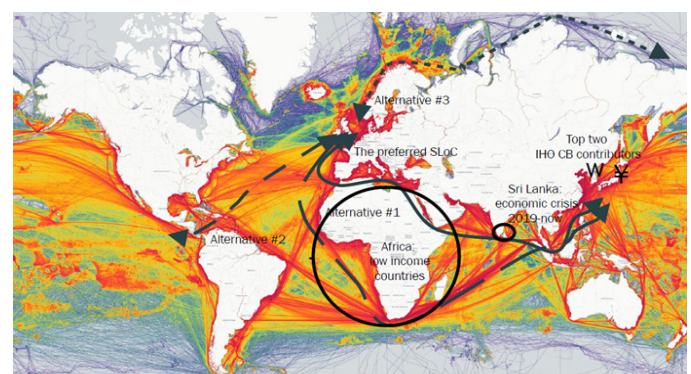 Alternative #3
The preferred SLoC
Top two
IHO CB contributors
₩ ¥
Sri Lanka:
economic crisis
2019-now
Alternative #1
Alternative #2
Africa:
low income
countries